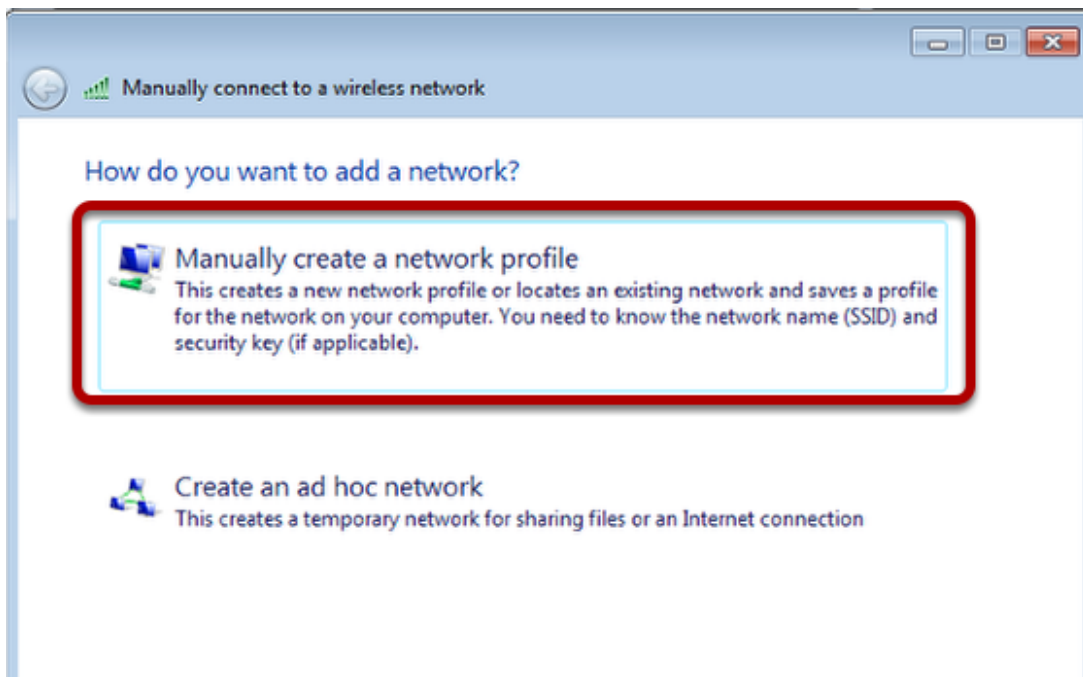 Manually connect to a wireless network
How do you want to add a network?
Manually create a network profile
This creates a new network profile or locates an existing network and saves a profile
for the network on your computer. You need to know the network name (SSID) and
security key (if applicable).
Create an ad hoc network
This creates a temporary network for sharing files or an Internet connection